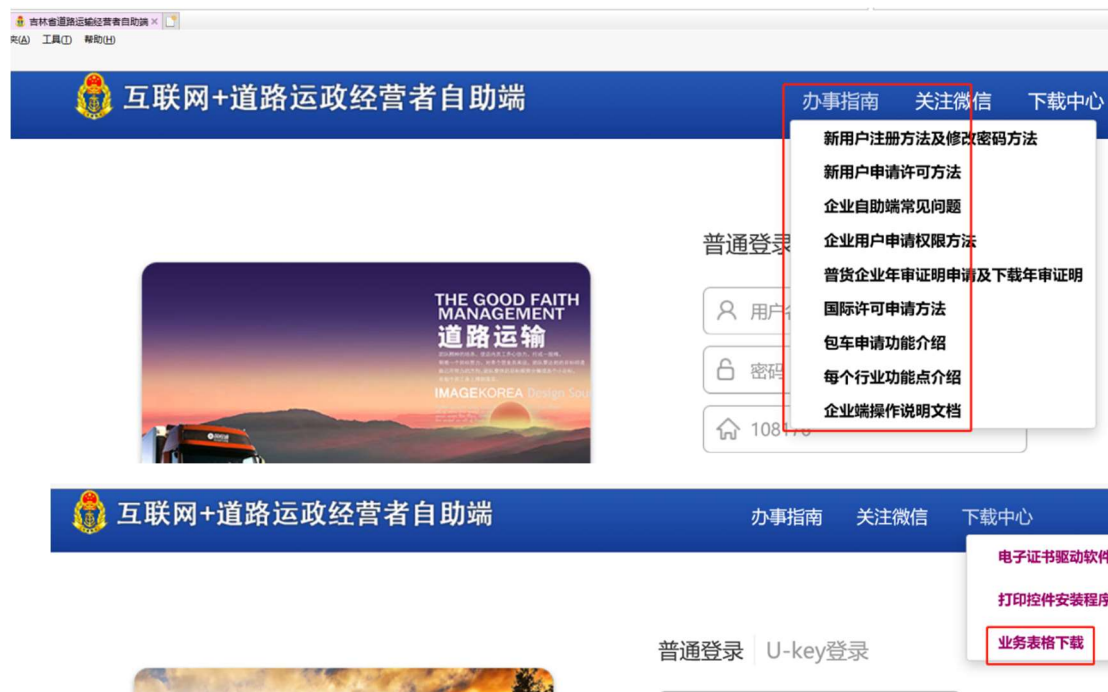 吉林省道路运输经营者自助端
夹(A) 工具(T) 帮助(H)
互联网+道路运政经营者自助端
办事指南 关注微信 下载中心
新用户注册方法及修改密码方法
新用户申请许可方法
企业自助端常见问题
企业用户申请权限方法
普货企业年审证明申请及下载年审证明
国际许可申请方法
包车申请功能介绍
每个行业功能点介绍
企业端操作说明文档
普通登录
用户名
密码
108176
THE GOOD FAITH
MANAGEMENT
道路运输
IMAGEKOREA Design Sou
互联网+道路运政经营者自助端
办事指南 关注微信 下载中心
电子证书驱动软件
打印控件安装程序
业务表格下载
普通登录 U-key登录